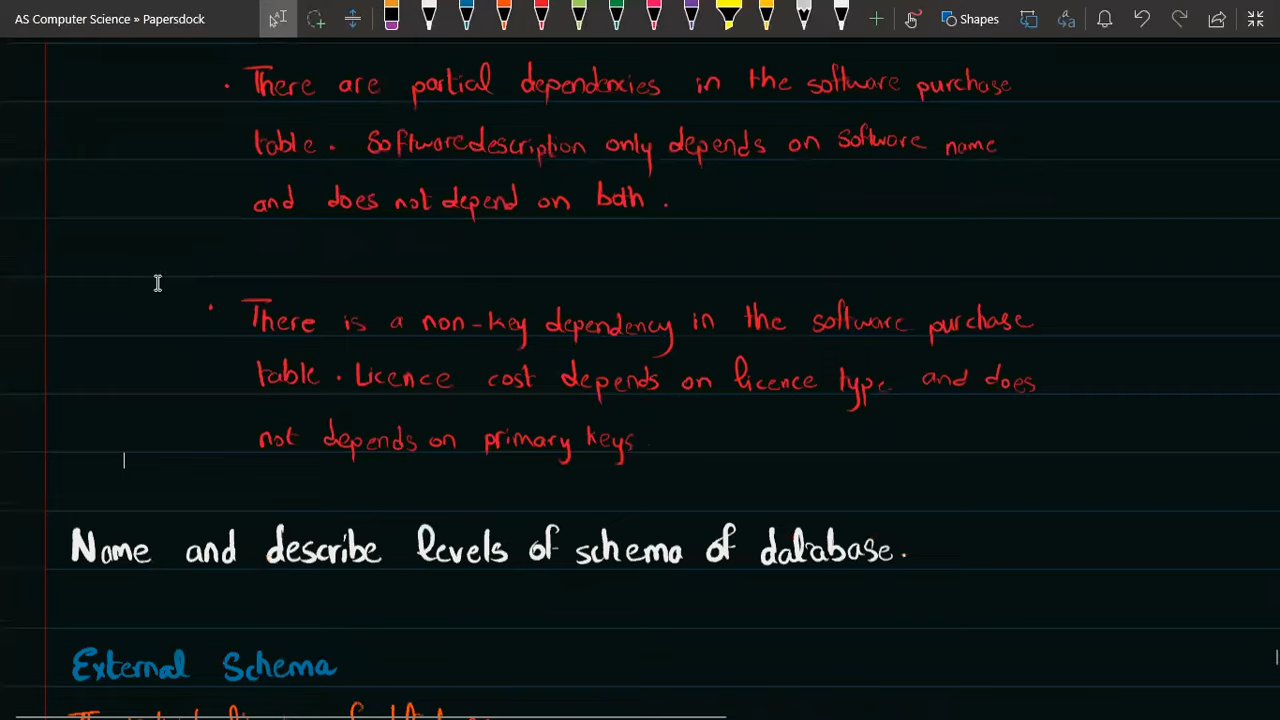 AS Computer Science » Papersdock
Shapes
. There are partial dependencies in the software purchase
table. Softwaredescription only depends on software name
and does not depend on both.
. There is a non-key dependency in the software purchase
table. Licence cost depends on licence type and does
not depends on primary keys
Name and describe levels of schema of database.
External Schema